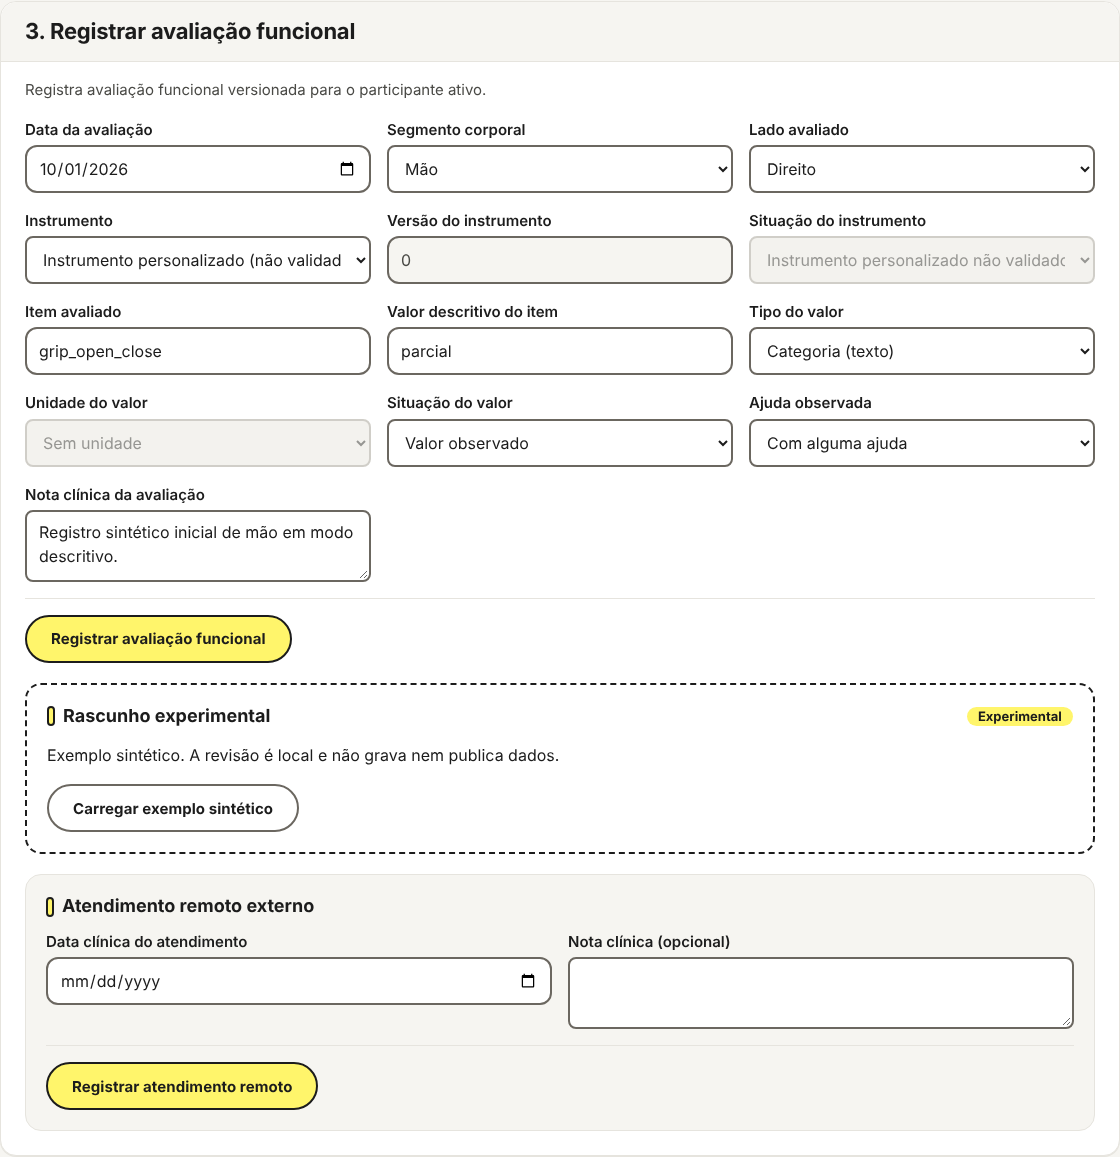 3. Registrar avaliação funcional
Registra avaliação funcional versionada para o participante ativo.
Data da avaliação
Segmento corporal
Lado avaliado
10/01/2026
Mão
Direito
Instrumento
Versão do instrumento
Situação do instrumento
Instrumento personalizado (não validad
0
Instrumento personalizado não validado
Item avaliado
Valor descritivo do item
Tipo do valor
grip_open_close
parcial
Categoria (texto)
Unidade do valor
Situação do valor
Ajuda observada
Sem unidade
Valor observado
Com alguma ajuda
Nota clínica da avaliação
Registro sintético inicial de mão em modo
descritivo.
Registrar avaliação funcional
Rascunho experimental
Experimental
Exemplo sintético. A revisão é local e não grava nem publica dados.
Carregar exemplo sintético
Atendimento remoto externo
Data clínica do atendimento
Nota clínica (opcional)
mm/dd/yyyy
Registrar atendimento remoto